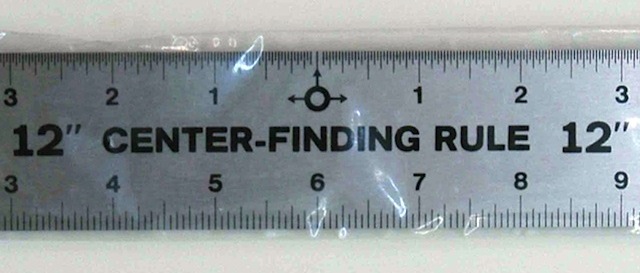 3 2 1 1 2 3
12" CENTER-FINDING RULE 12"
3 4 5 6 7 8 9